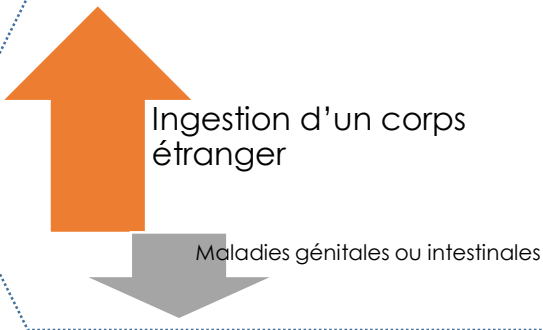 Ingestion d’un corps
étranger
Maladies génitales ou intestinales